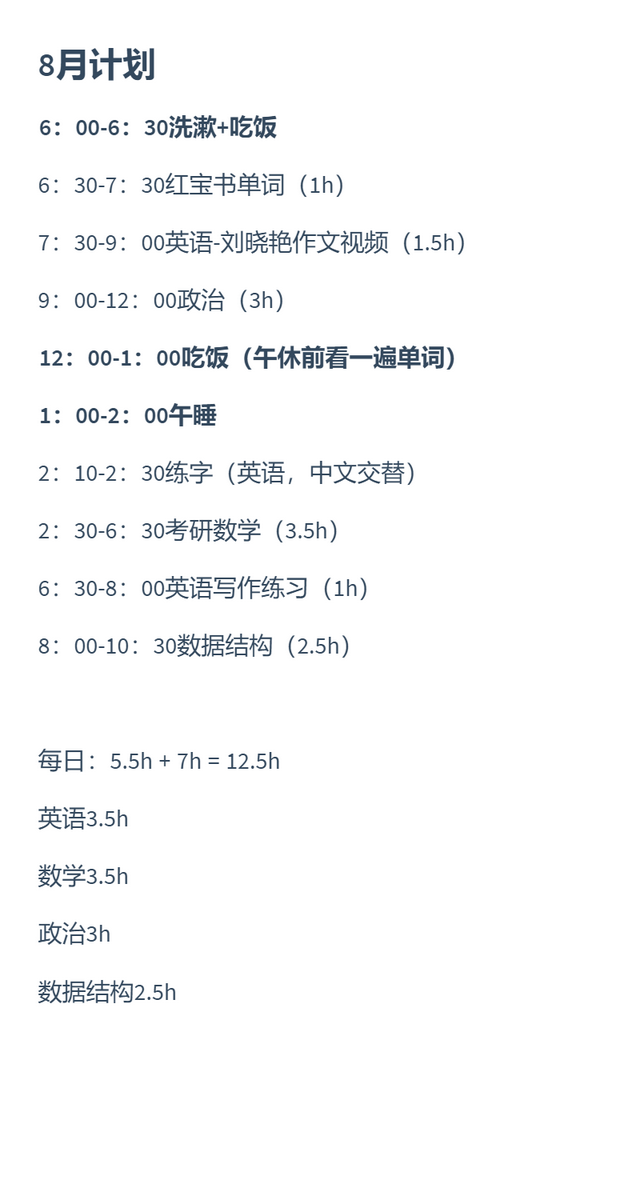 8月计划
6：00-6：30洗漱+吃饭
6：30-7：30红宝书单词（1h）
7：30-9：00英语-刘晓艳作文视频（1.5h）
9：00-12：00政治（3h）
12：00-1：00吃饭（午休前看一遍单词）
1：00-2：00午睡
2：10-2：30练字（英语，中文交替）
2：30-6：30考研数学（3.5h）
6：30-8：00英语写作练习（1h）
8：00-10：30数据结构（2.5h）
每日：5.5h + 7h = 12.5h
英语3.5h
数学3.5h
政治3h
数据结构2.5h